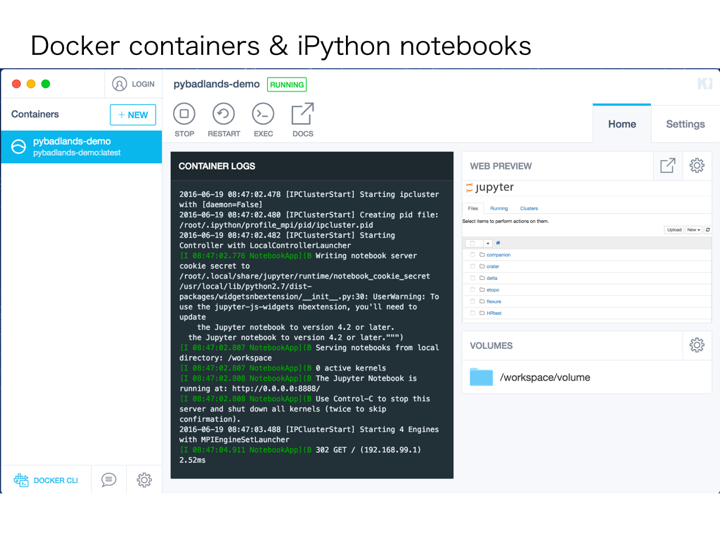 Docker containers & iPython notebooks
LOGIN
pybadlands-demo
RUNNING
Containers
+ NEW
STOP
RESTART
EXEC
DOCS
Home
Settings
pybadlands-demo
pybadlands-demo:latest
CONTAINER LOGS
2016-06-19 08:47:02.478 [IPClusterStart] Starting ipcluster
with [daemon=False]
2016-06-19 08:47:02.480 [IPClusterStart] Creating pid file:
/root/.ipython/profile_mpi/pid/ipcluster.pid
2016-06-19 08:47:02.482 [IPClusterStart] Starting
Controller with LocalControllerLauncher
[I 08:47:02.776 NotebookApp](B Writing notebook server
cookie secret to
/root/.local/share/jupyter/runtime/notebook_cookie_secret
/usr/local/lib/python2.7/dist-
packages/widgetsnbextension/__init__.py:30: UserWarning: To
use the jupyter-js-widgets nbextension, you'll need to
update
the Jupyter notebook to version 4.2 or later.
the Jupyter notebook to version 4.2 or later.""")
[I 08:47:02.807 NotebookApp](B Serving notebooks from local
directory: /workspace
[I 08:47:02.807 NotebookApp](B 0 active kernels
[I 08:47:02.808 NotebookApp](B The Jupyter Notebook is
running at: http://0.0.0.0:8888/
[I 08:47:02.808 NotebookApp](B Use Control-C to stop this
server and shut down all kernels (twice to skip
confirmation).
2016-06-19 08:47:03.488 [IPClusterStart] Starting 4 Engines
with MPIEngineSetLauncher
[I 08:47:04.911 NotebookApp](B 302 GET / (192.168.99.1)
2.52ms
WEB PREVIEW
jupyter
Files
Running
Clusters
Select items to perform actions on them.
Upload
New
companion
crater
delta
etopo
flexure
HPtest
VOLUMES
/workspace/volume
DOCKER CLI